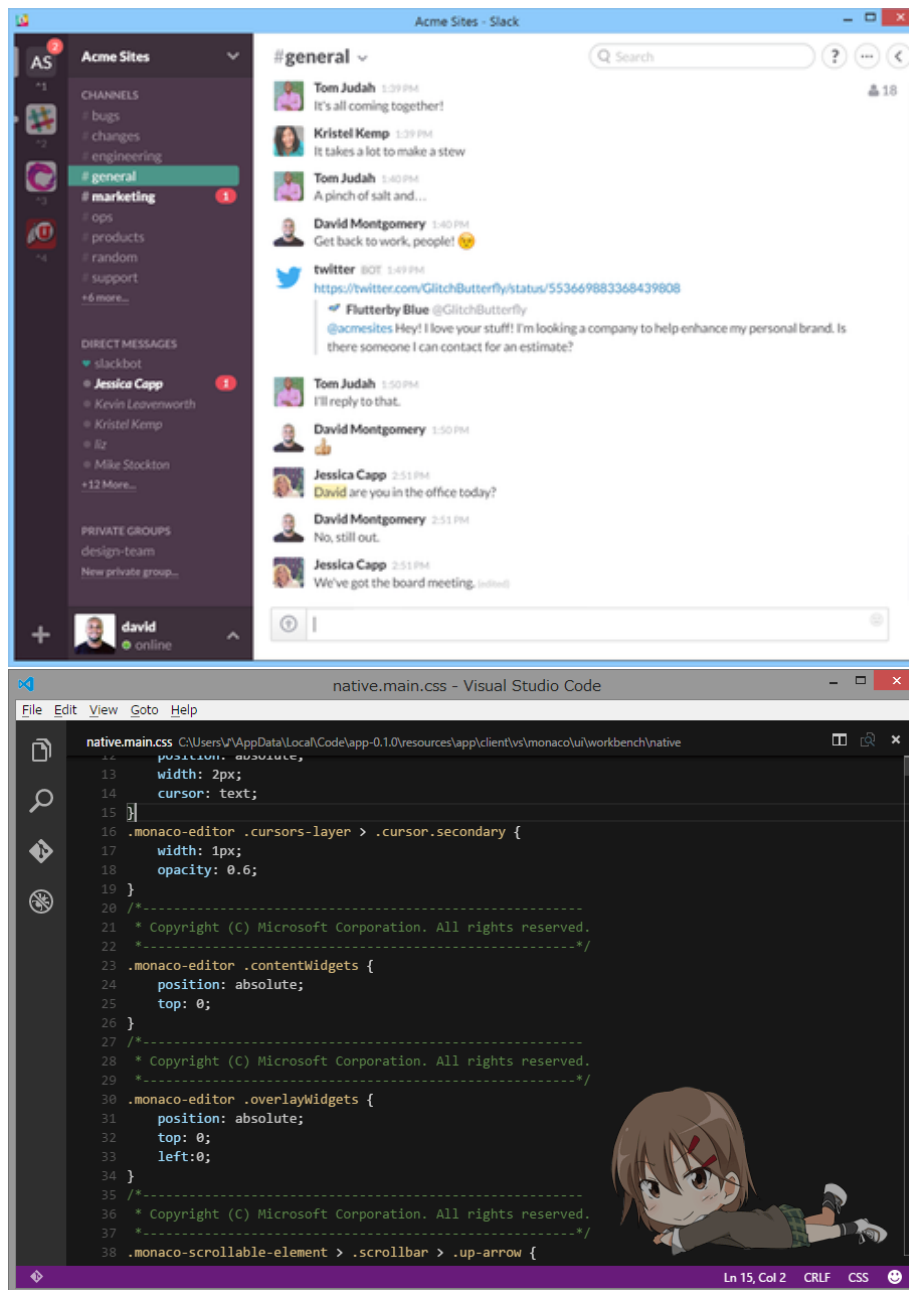 Acme Sites - Slack
AS
2
^1
^2
^3
^4
Acme Sites
CHANNELS
# bugs
# changes
# engineering
# general
# marketing 1
# ops
# products
# random
# support
+6 more...
DIRECT MESSAGES
slackbot
Jessica Capp 1
Kevin Leavenworth
Kristel Kemp
liz
Mike Stockton
+12 More...
PRIVATE GROUPS
design-team
New private group...
david
online
#general
Search
?
18
Tom Judah 1:39 PM
It's all coming together!
Kristel Kemp 1:39 PM
It takes a lot to make a stew
Tom Judah 1:40 PM
A pinch of salt and...
David Montgomery 1:40 PM
Get back to work, people!
twitter BOT 1:49 PM
https://twitter.com/GlitchButterfly/status/553669883368439808
Flutterby Blue @GlitchButterfly
@acmesites Hey! I love your stuff! I'm looking a company to help enhance my personal brand. Is
there someone I can contact for an estimate?
Tom Judah 1:50 PM
I'll reply to that.
David Montgomery 1:50 PM
Jessica Capp 2:51 PM
David are you in the office today?
David Montgomery 2:51 PM
No, still out.
Jessica Capp 2:51 PM
We've got the board meeting. (edited)
native.main.css - Visual Studio Code
File Edit View Goto Help
native.main.css C:\Users\♪\AppData\Local\Code\app-0.1.0\resources\app\client\vs\monaco\ui\workbench\native
12 position: absolute;
13 width: 2px;
14 cursor: text;
15 }
16 .monaco-editor .cursors-layer > .cursor.secondary {
17 width: 1px;
18 opacity: 0.6;
19 }
20 /*---------------------------------------------------------
21 * Copyright (C) Microsoft Corporation. All rights reserved.
22 *--------------------------------------------------------*/
23 .monaco-editor .contentWidgets {
24 position: absolute;
25 top: 0;
26 }
27 /*---------------------------------------------------------
28 * Copyright (C) Microsoft Corporation. All rights reserved.
29 *--------------------------------------------------------*/
30 .monaco-editor .overlayWidgets {
31 position: absolute;
32 top: 0;
33 left:0;
34 }
35 /*---------------------------------------------------------
36 * Copyright (C) Microsoft Corporation. All rights reserved.
37 *--------------------------------------------------------*/
38 .monaco-scrollable-element > .scrollbar > .up-arrow {
Ln 15, Col 2 CRLF CSS